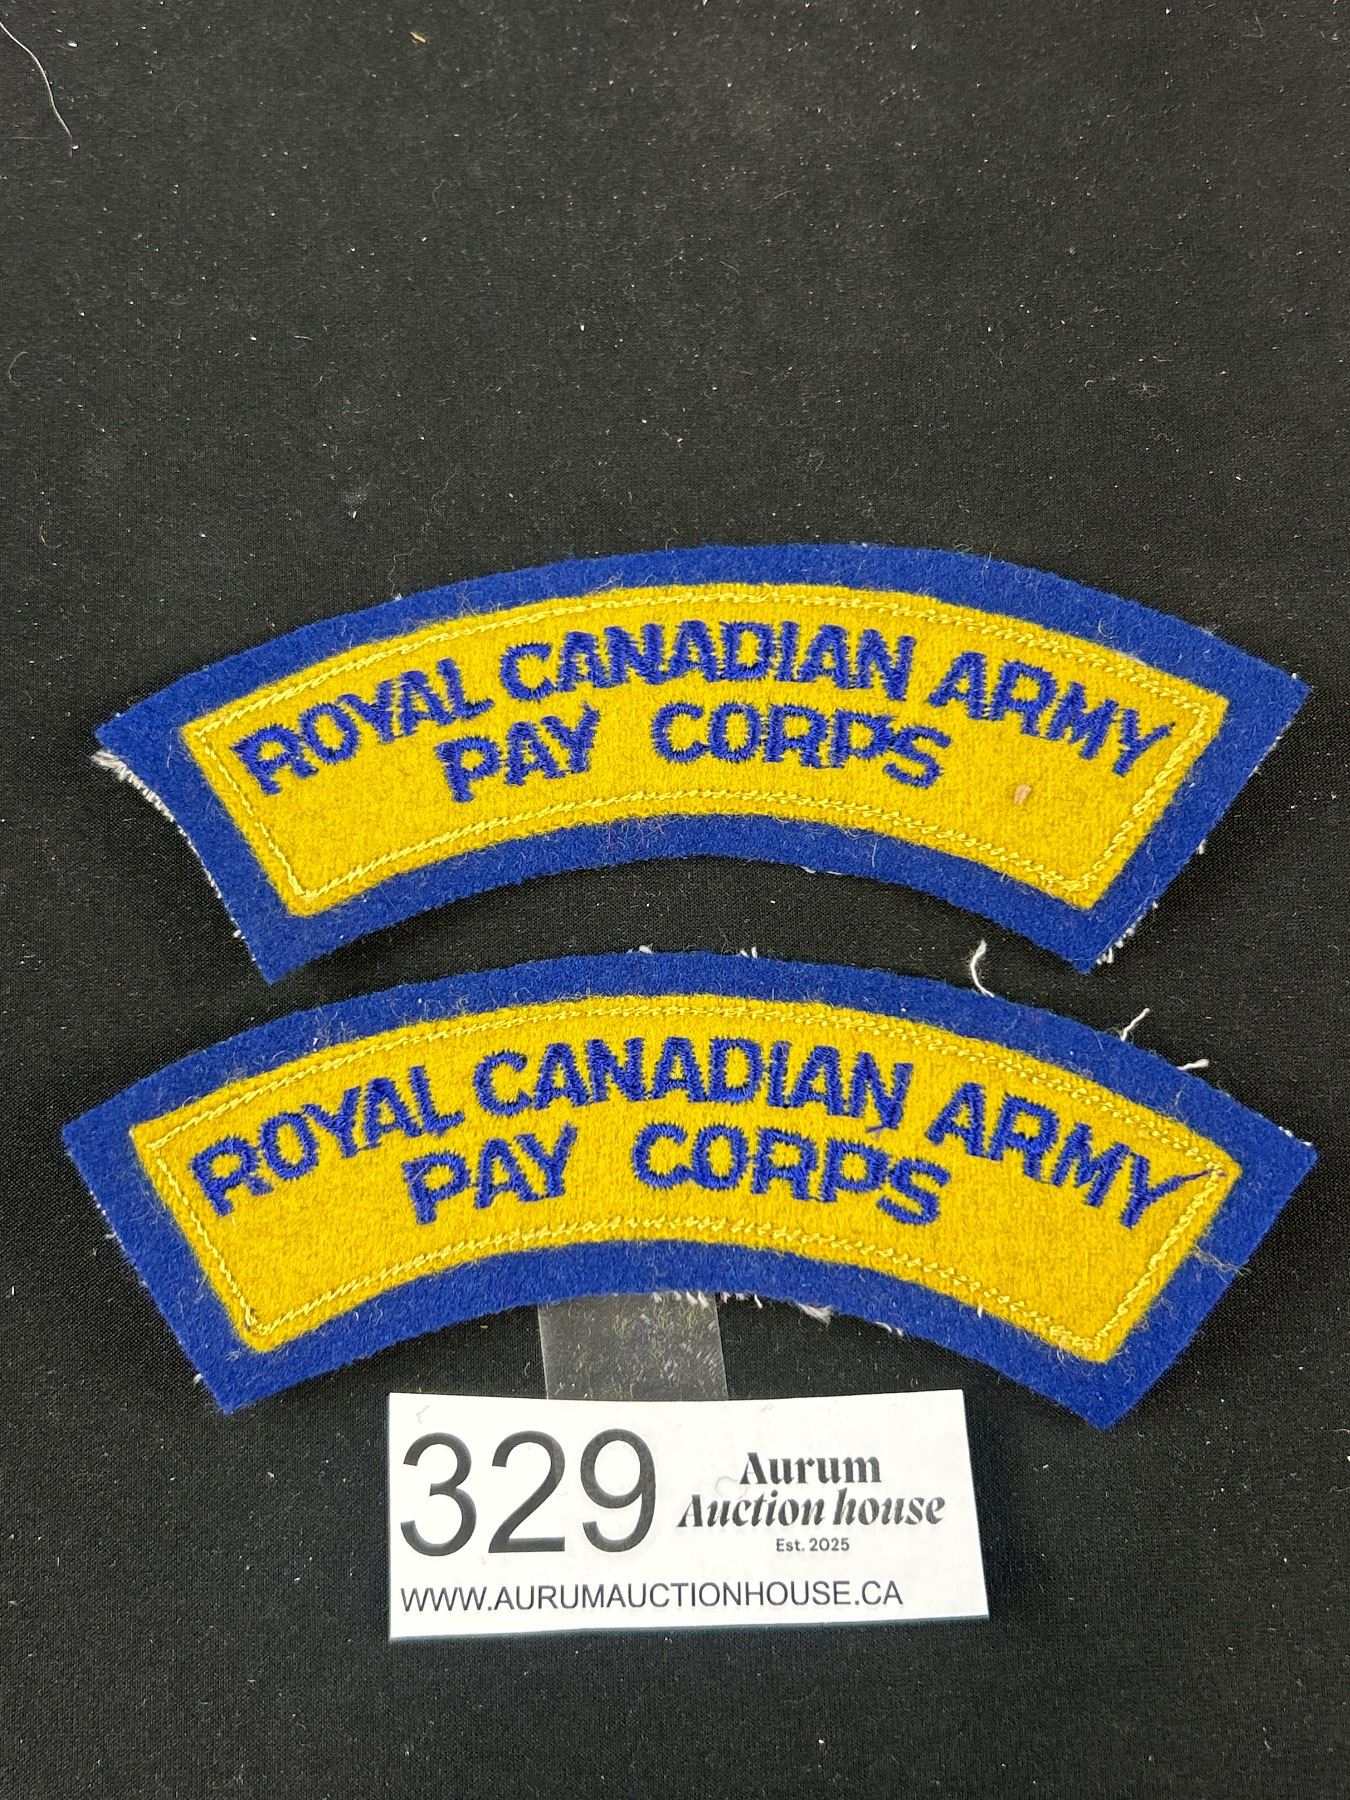 ROYAL CANADIAN ARMY
PAY CORPS
ROYAL CANADIAN ARMY
PAY CORPS
329
Aurum
Auction house
Est. 2025
WWW.AURUMAUCTIONHOUSE.CA